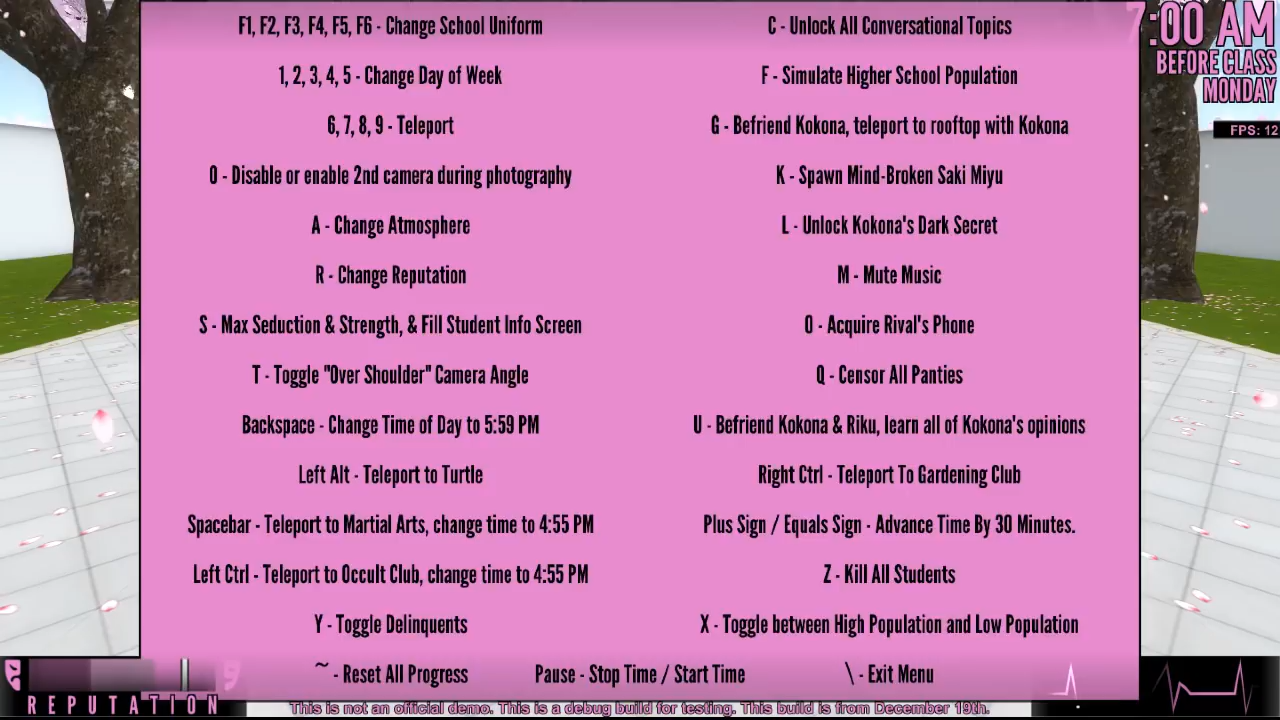 F1, F2, F3, F4, F5, F6 - Change School Uniform
1, 2, 3, 4, 5 - Change Day of Week
6, 7, 8, 9 - Teleport
0 - Disable or enable 2nd camera during photography
A - Change Atmosphere
R - Change Reputation
S - Max Seduction & Strength, & Fill Student Info Screen
T - Toggle "Over Shoulder" Camera Angle
Backspace - Change Time of Day to 5:59 PM
Left Alt - Teleport to Turtle
Spacebar - Teleport to Martial Arts, change time to 4:55 PM
Left Ctrl - Teleport to Occult Club, change time to 4:55 PM
Y - Toggle Delinquents
~ - Reset All Progress
C - Unlock All Conversational Topics
F - Simulate Higher School Population
G - Befriend Kokona, teleport to rooftop with Kokona
K - Spawn Mind-Broken Saki Miyu
L - Unlock Kokona's Dark Secret
M - Mute Music
O - Acquire Rival's Phone
Q - Censor All Panties
U - Befriend Kokona & Riku, learn all of Kokona's opinions
Right Ctrl - Teleport To Gardening Club
Plus Sign / Equals Sign - Advance Time By 30 Minutes.
Z - Kill All Students
X - Toggle between High Population and Low Population
Pause - Stop Time / Start Time
\ - Exit Menu
7:00 AM
BEFORE CLASS
MONDAY
FPS: 12
REPUTATION
This is not an official demo. This is a debug build for testing. This build is from December 19th.